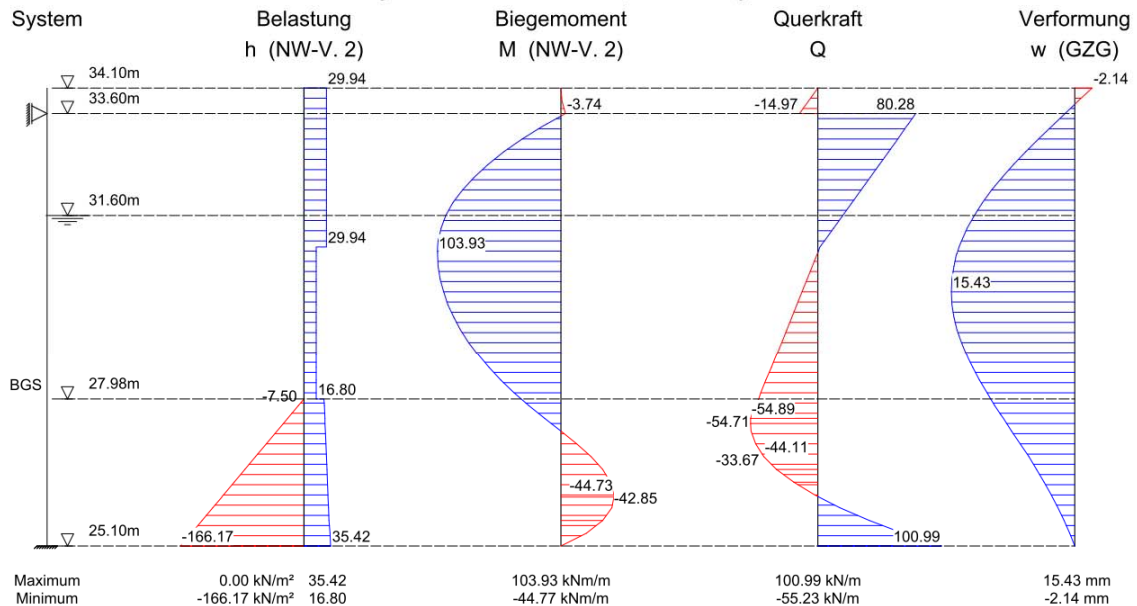 System Belastung Biegemoment Querkraft Verformung
h (NW-V. 2) M (NW-V. 2) Q w (GZG)
34.10m 29.94 -2.14
33.60m -3.74 -14.97 80.28
31.60m
29.94 103.93
15.43
BGS 27.98m -7.50 16.80 -54.89
-54.71
-44.11
-33.67
-44.73
-42.85
25.10m -166.17 35.42 100.99
Maximum 0.00 kN/m² 35.42 103.93 kNm/m 100.99 kN/m 15.43 mm
Minimum -166.17 kN/m² 16.80 -44.77 kNm/m -55.23 kN/m -2.14 mm